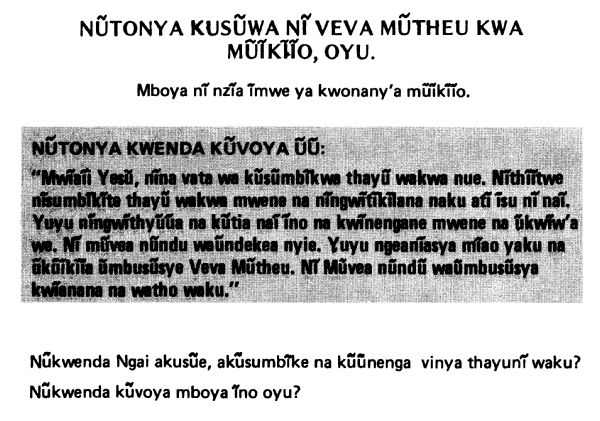 NŨTONYA KUSŨWA NĨ VEVA MŨTHEU KWA
MŨĨKĨĨO, OYU.
Mboya nĩ nzĩa ĩmwe ya kwonany'a mũĩkĩĩo.
NŨTONYA KWENDA KŨVOYA ŨŨ:
"Mwĩaĩi Yesũ, nĩna vata wa kũsũmbĩkwa thayũ wakwa nue. Nĩthĩĩtwe
nĩsumbĩkĩte thayũ wakwa mwene na nĩngwĩtĩkĩlana naku atĩ ĩsu nĩ naĩ.
Yuyu nĩngwĩthyũũa na kũtia naĩ ĩno na kwĩnengane mwene na ũkwĩw'a
we. Nĩ mũvea nũndu waũndekea nyie. Yuyu ngeanĩasya mĩao yaku na
ũkũĩkĩĩa ũmbusũsye Veva Mũtheu. Nĩ Mũvea nũndũ waũmbusũsya
kwĩanana na watho waku."
Nũkwenda Ngai akusũe, akũsumbĩke na kũũnenga vinya thayunĩ waku?
Nũkwenda kũvoya mboya ĩno oyu?